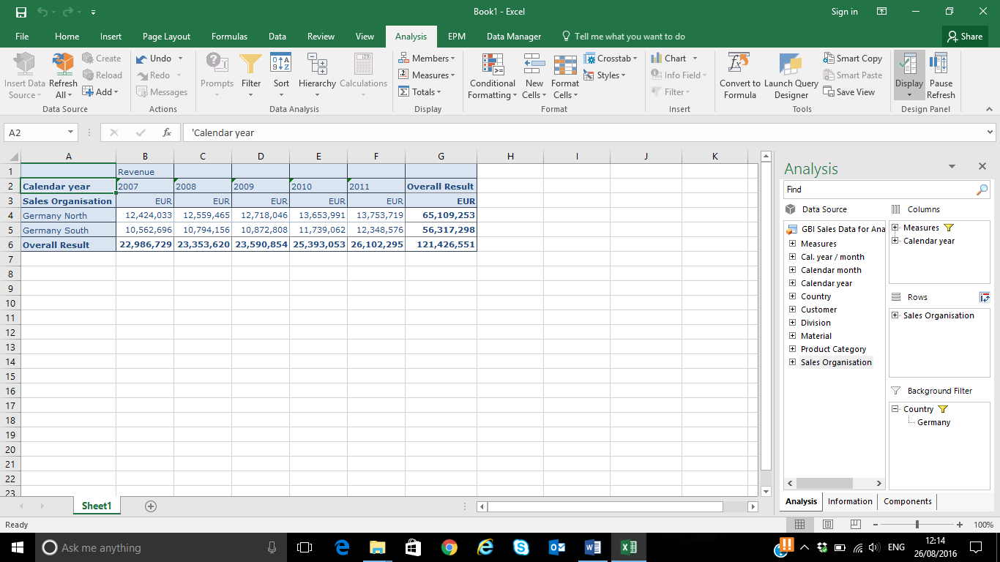 Book1 - Excel
Sign in
File Home Insert Page Layout Formulas Data Review View Analysis EPM Data Manager Tell me what you want to do Share
Insert Data Source
Refresh All
Create
Reload
Add
Data Source
Undo
Redo
Messages
Actions
Prompts
Filter
Sort
Hierarchy
Calculations
Data Analysis
Members
Measures
Totals
Display
Conditional Formatting
New Cells
Format Cells
Crosstab
Styles
Format
Chart
Info Field
Filter
Insert
Convert to Formula
Launch Query Designer
Smart Copy
Smart Paste
Save View
Tools
Display
Pause Refresh
Design Panel
A2 fx 'Calendar year
A B C D E F G H I J K
1 Revenue
2 Calendar year 2007 2008 2009 2010 2011 Overall Result
3 Sales Organisation EUR EUR EUR EUR EUR EUR
4 Germany North 12,424,033 12,559,465 12,718,046 13,653,991 13,753,719 65,109,253
5 Germany South 10,562,696 10,794,156 10,872,808 11,739,062 12,348,576 56,317,298
6 Overall Result 22,986,729 23,353,620 23,590,854 25,393,053 26,102,295 121,426,551
7
8
9
10
11
12
13
14
15
16
17
18
19
20
21
22
23
Analysis
Find
Data Source
GBI Sales Data for Ana
Measures
Cal. year / month
Calendar month
Calendar year
Country
Customer
Division
Material
Product Category
Sales Organisation
Columns
Measures
Calendar year
Rows
Sales Organisation
Background Filter
Country
Germany
Analysis Information Components
Sheet1
Ready
100%
Ask me anything
ENG
12:14
26/08/2016